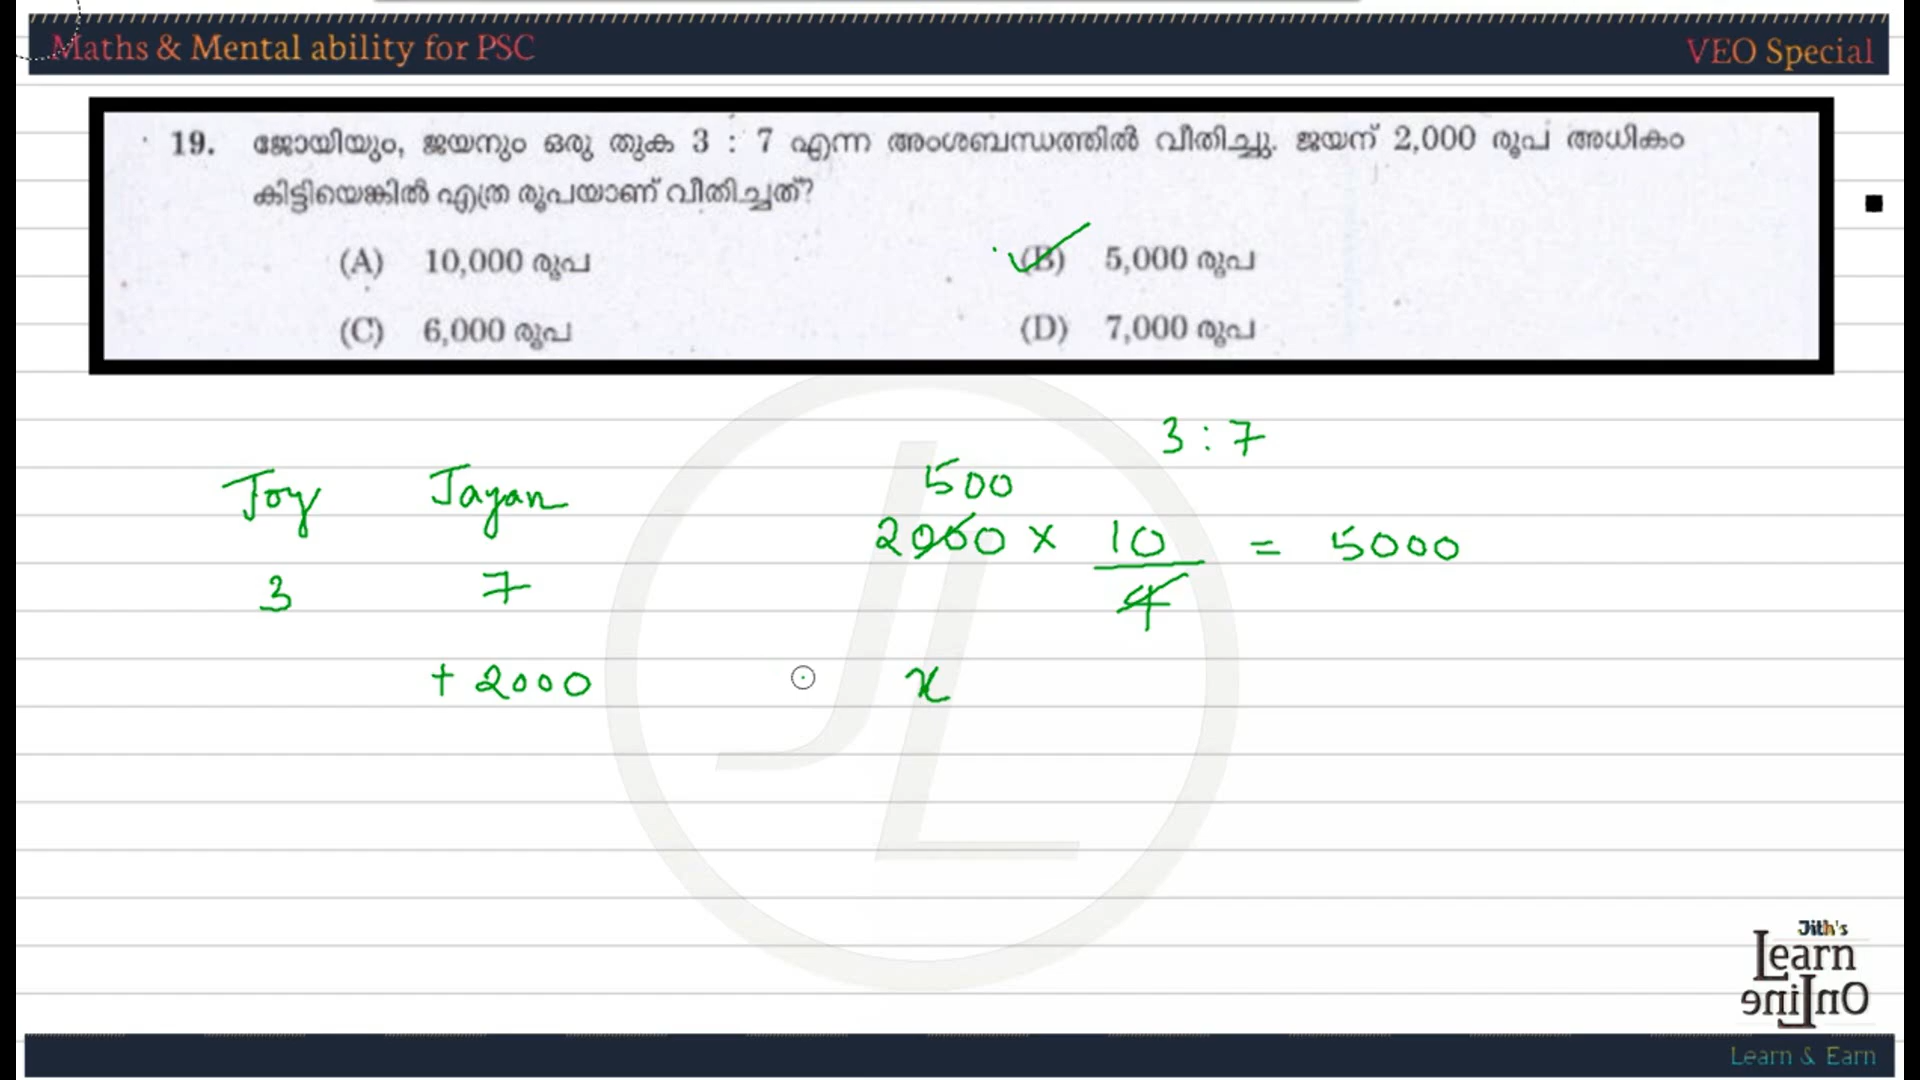 Maths & Mental ability for PSC
VEO Special
19. ജോയിയും, ജയനും ഒരു തുക 3 : 7 എന്ന അംശബന്ധത്തിൽ വീതിച്ചു. ജയന് 2,000 രൂപ അധികം
കിട്ടിയെങ്കിൽ എത്ര രൂപയാണ് വീതിച്ചത്?
(A) 10,000 രൂപ
(B) 5,000 രൂപ
(C) 6,000 രൂപ
(D) 7,000 രൂപ
3 : 7
Joy Jayan
500
2000 × 10/4 = 5000
3 7
+ 2000
x
JL
Jith's
Learn
OnLine
Learn & Earn